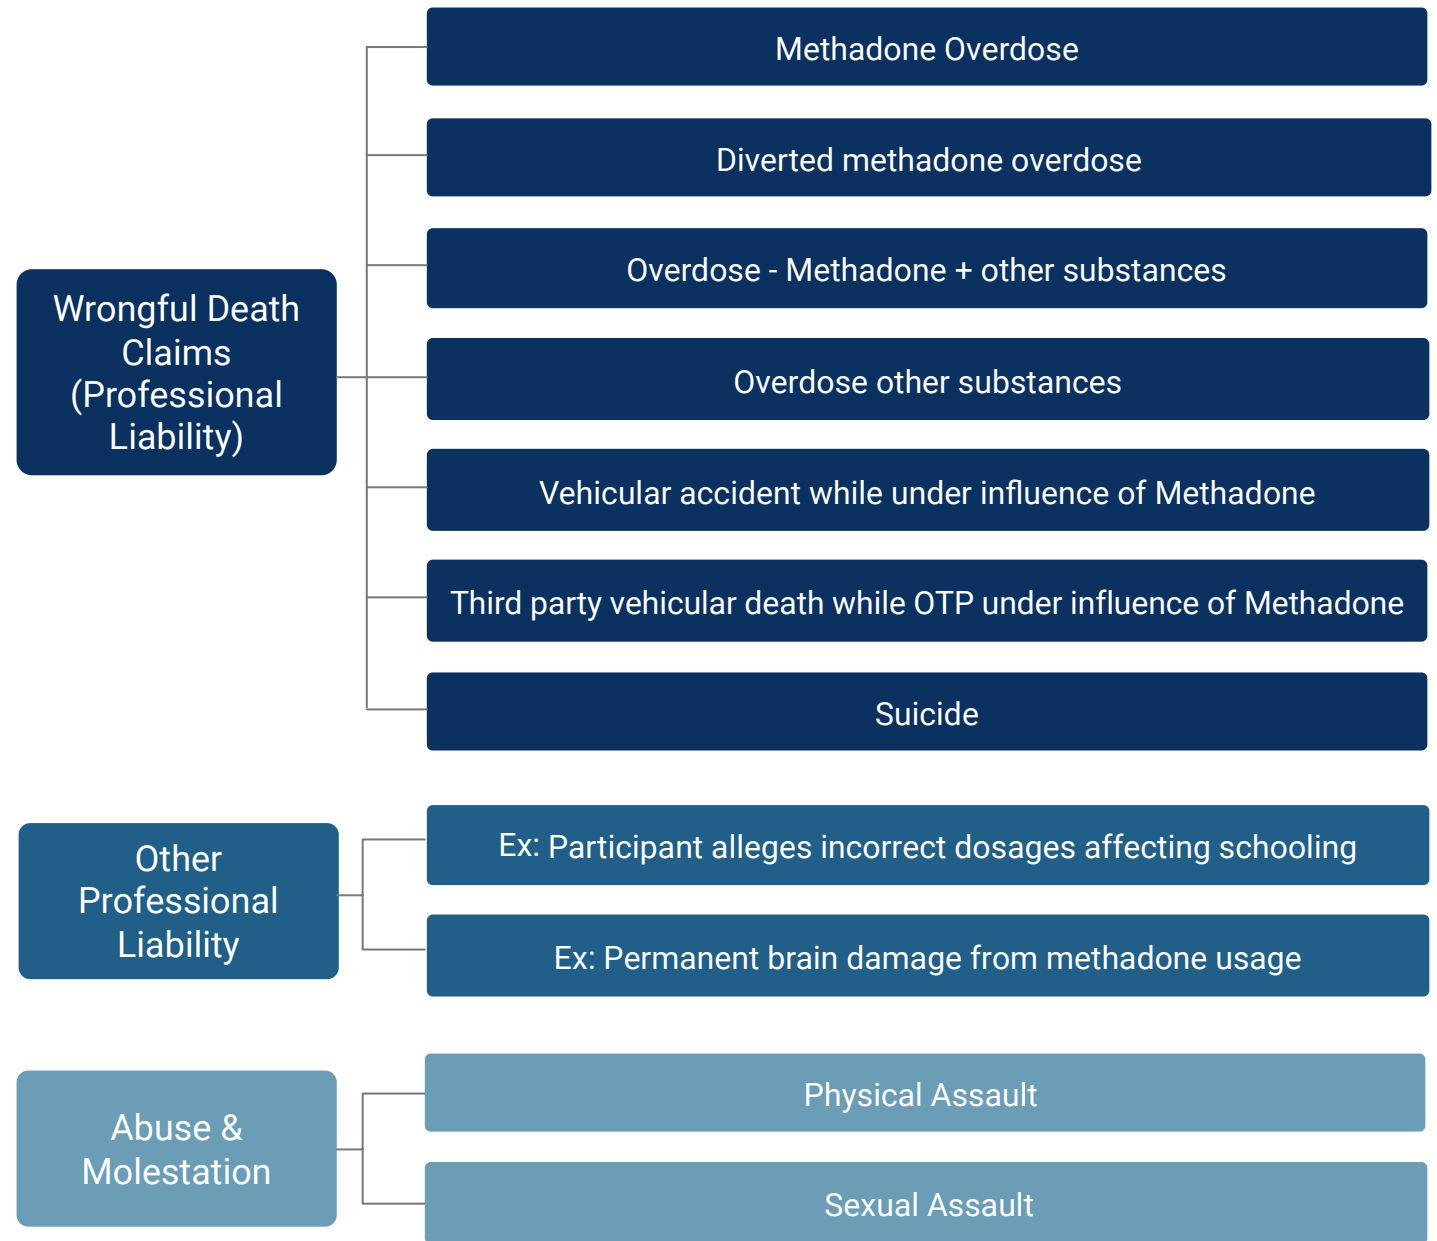 Wrongful Death
Claims
(Professional
Liability)
Methadone Overdose
Diverted methadone overdose
Overdose - Methadone + other substances
Overdose other substances
Vehicular accident while under influence of Methadone
Third party vehicular death while OTP under influence of Methadone
Suicide
Other
Professional
Liability
Ex: Participant alleges incorrect dosages affecting schooling
Ex: Permanent brain damage from methadone usage
Abuse &
Molestation
Physical Assault
Sexual Assault